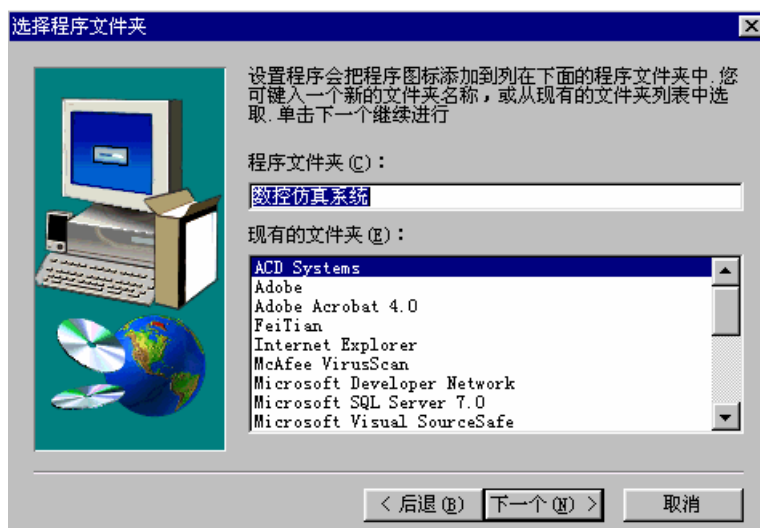 选择程序文件夹
设置程序会把程序图标添加到列在下面的程序文件夹中.您
可键入一个新的文件夹名称，或从现有的文件夹列表中选
取.单击下一个继续进行
程序文件夹(C)：
数控仿真系统
现有的文件夹(E)：
ACD Systems
Adobe
Adobe Acrobat 4.0
FeiTian
Internet Explorer
McAfee VirusScan
Microsoft Developer Network
Microsoft SQL Server 7.0
Microsoft Visual SourceSafe
< 后退(B) 下一个(N) > 取消